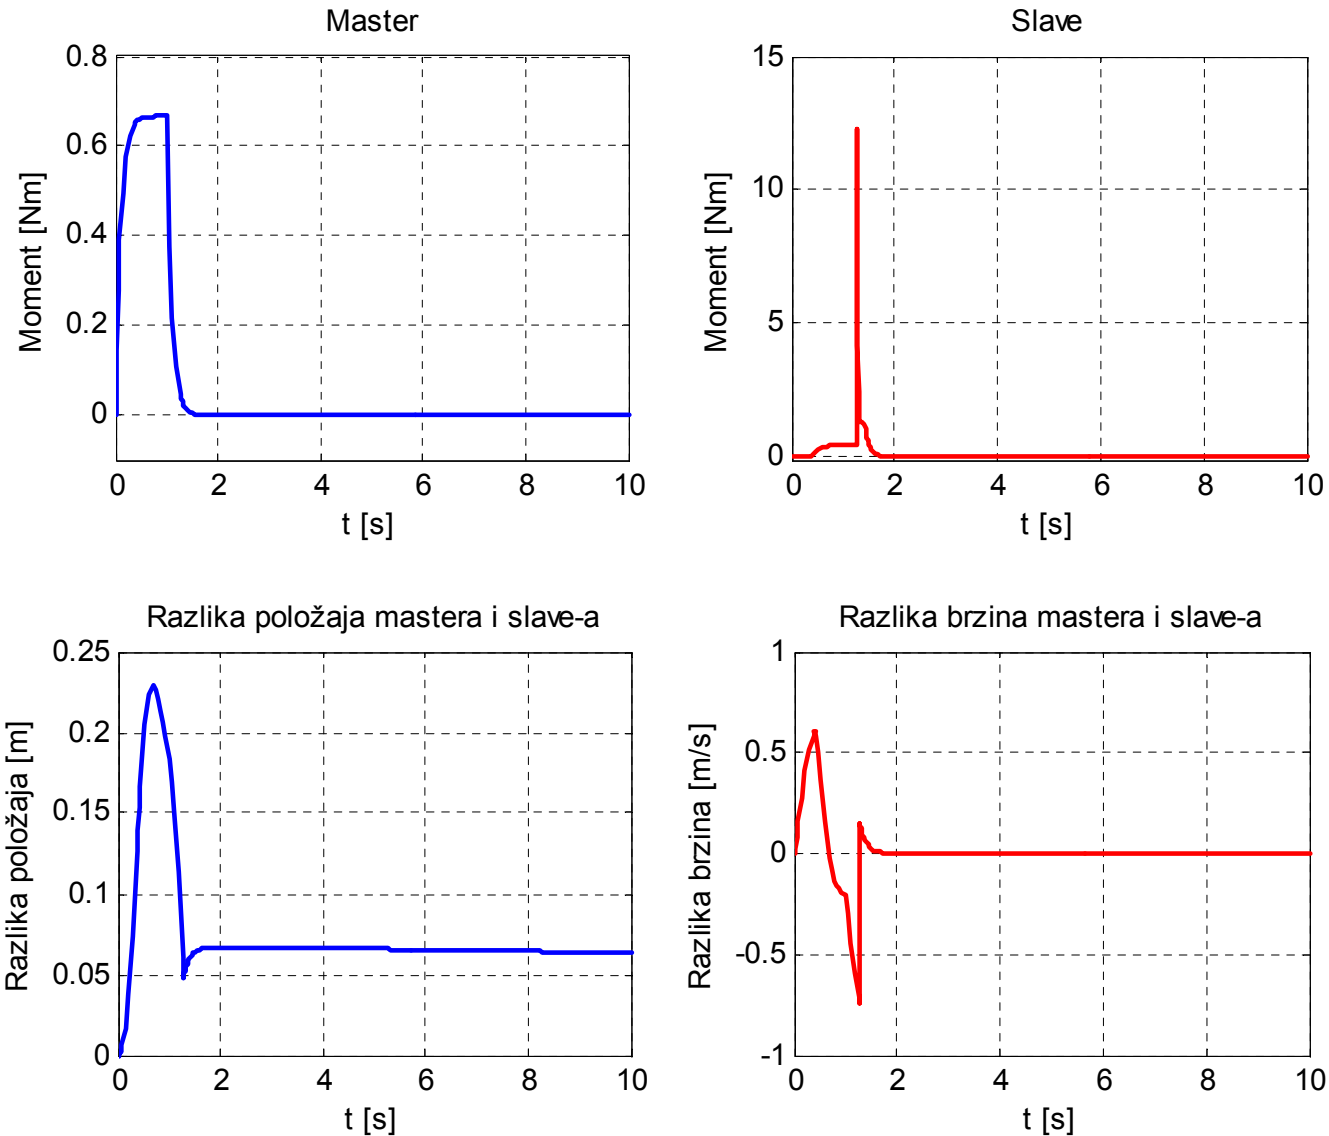 Master
0.8
0.6
0.4
0.2
0
Moment [Nm]
0 2 4 6 8 10
t [s]
Slave
15
10
5
0
Moment [Nm]
0 2 4 6 8 10
t [s]
Razlika položaja mastera i slave-a
0.25
0.2
0.15
0.1
0.05
0
Razlika položaja [m]
0 2 4 6 8 10
t [s]
Razlika brzina mastera i slave-a
1
0.5
0
-0.5
-1
Razlika brzina [m/s]
0 2 4 6 8 10
t [s]